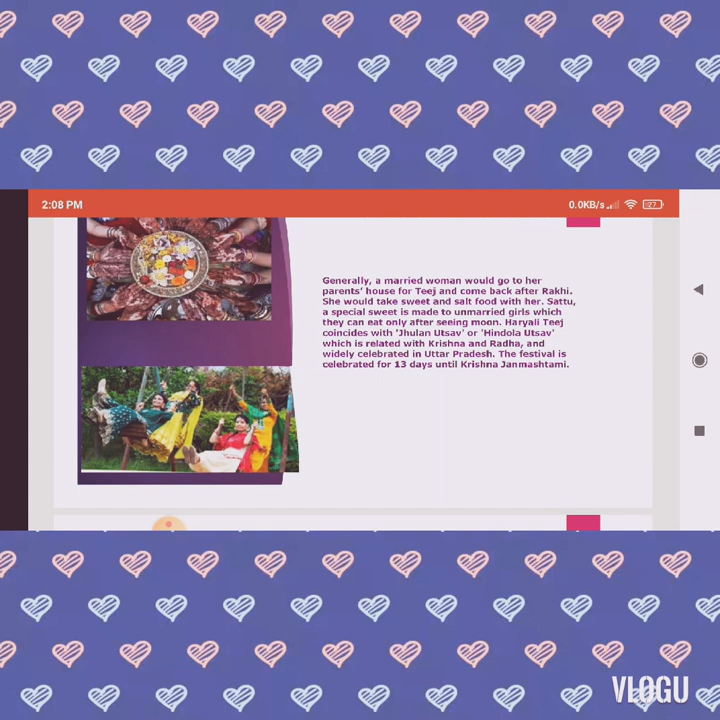 2:08 PM
0.0KB/s
27
Generally, a married woman would go to her
parents' house for Teej and come back after Rakhi.
She would take sweet and salt food with her. Sattu,
a special sweet is made to unmarried girls which
they can eat only after seeing moon. Haryali Teej
coincides with 'Jhulan Utsav' or 'Hindola Utsav'
which is related with Krishna and Radha, and
widely celebrated in Uttar Pradesh. The festival is
celebrated for 13 days until Krishna Janmashtami.
VLOGU